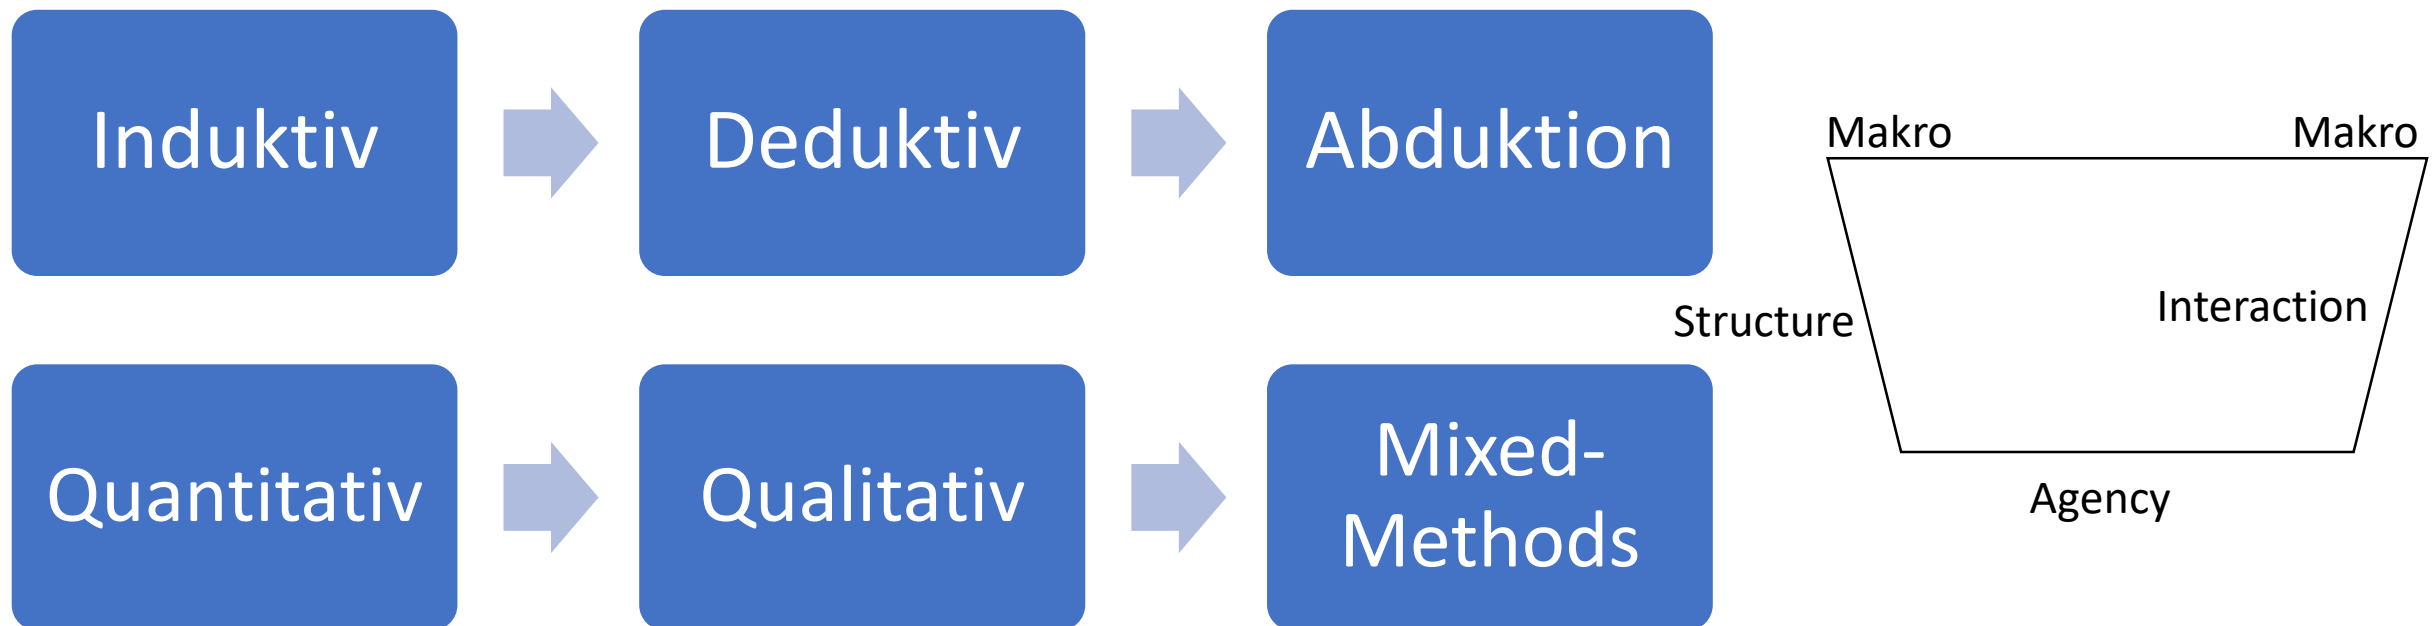 Induktiv
Deduktiv
Abduktion
Quantitativ
Qualitativ
Mixed-
Methods
Makro
Makro
Structure
Interaction
Agency